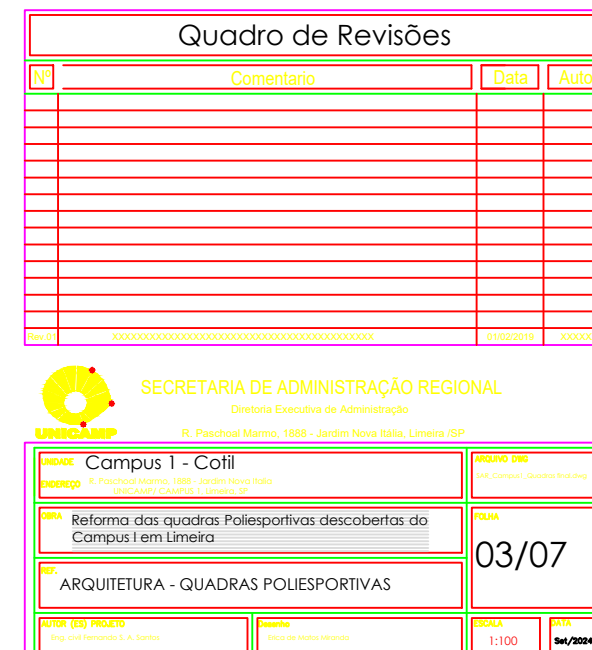 Quadro de Revisões
Nº Comentario Data Auto
Rev 01 XXXXXXXXXXXXXXXXXXXXXXXXXXXXXXXXXXXXXXXXXX 01/02/2019 XXXXX
SECRETARIA DE ADMINISTRAÇÃO REGIONAL
Diretoria Executiva de Administração
UNICAMP R. Paschoal Marmo, 1888 - Jardim Nova Itália, Limeira /SP
UNIDADE Campus 1 - Cotil
ENDEREÇO R. Paschoal Marmo, 1888 - Jardim Nova Itália
UNICAMP / CAMPUS 1, Limeira, SP
ARQUIVO DWG
OBRA Reforma das quadras Poliesportivas descobertas do
Campus I em Limeira
FOLHA
03/07
REF.
ARQUITETURA - QUADRAS POLIESPORTIVAS
AUTOR (ES) PROJETO Desenho ESCALA DATA
1:100 Set/2024